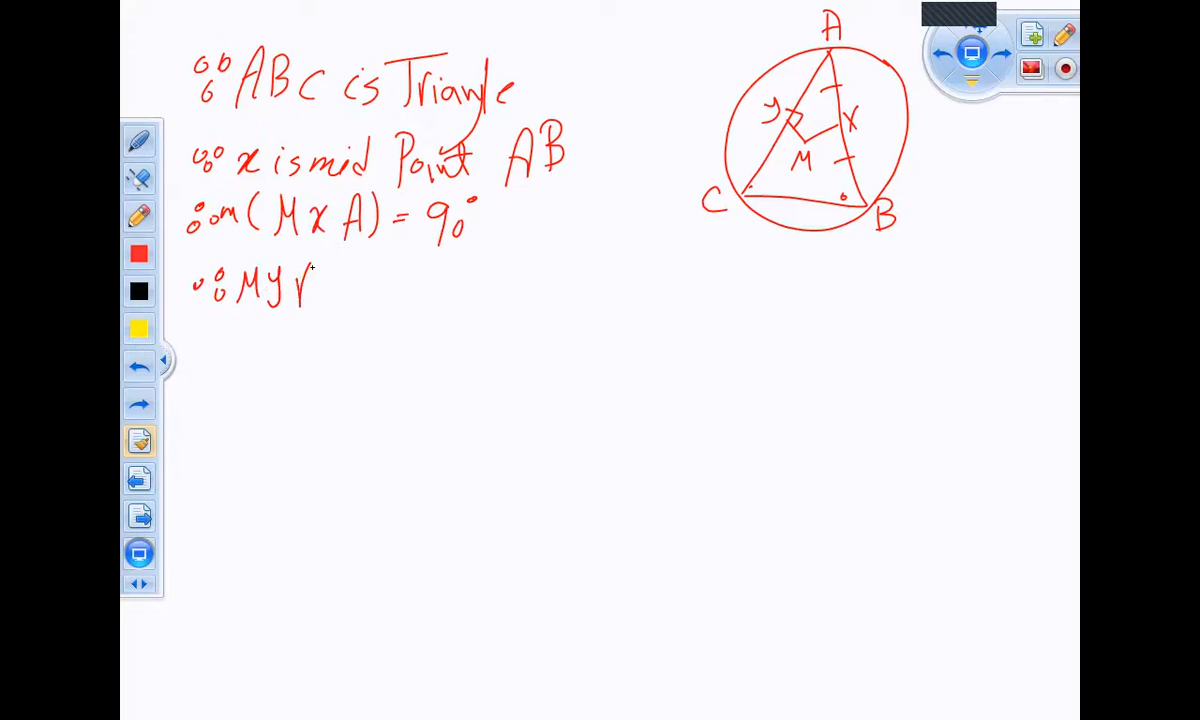 ∵ ABC is Triangle
∵ X is mid Point AB
∴ m(MXA) = 90°
∵ MY
A
Y
X
M
C
B